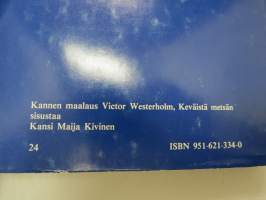 Kannen maalaus Victor Westerholm, Keväistä metsän
sisustaa
Kansi Maija Kivinen
24
ISBN 951-621-334-0